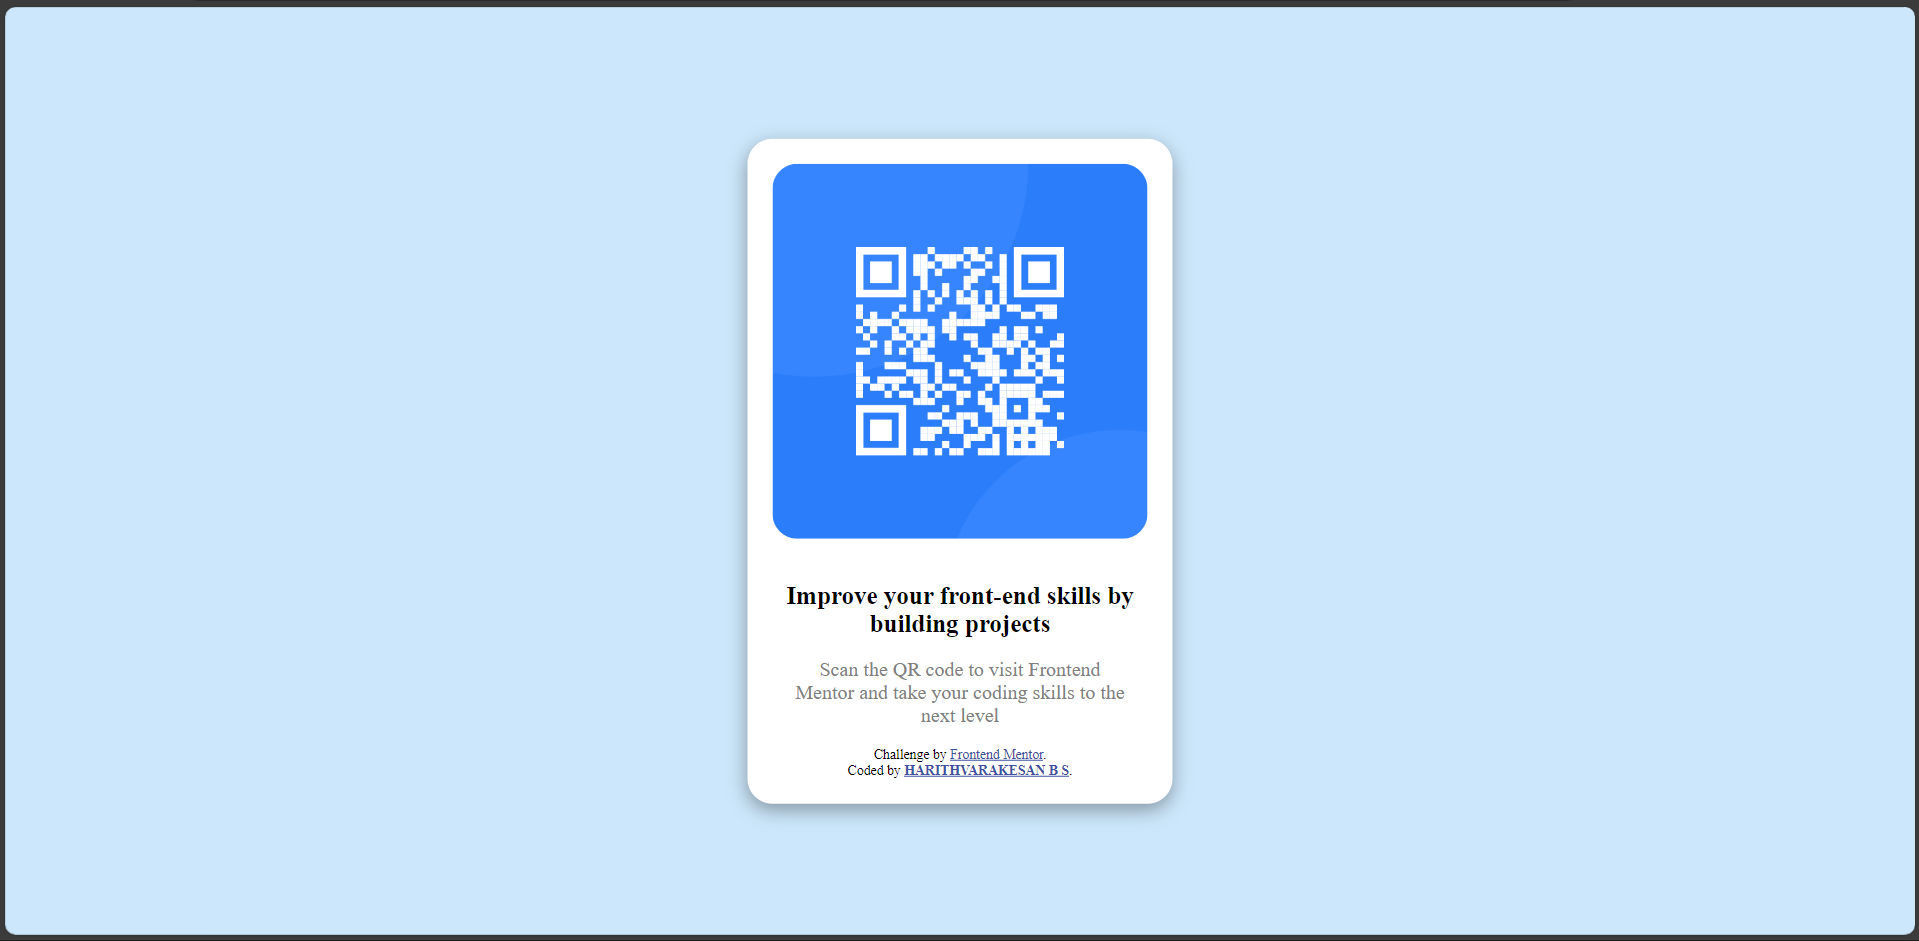 Improve your front-end skills by
building projects
Scan the QR code to visit Frontend
Mentor and take your coding skills to the
next level
Challenge by Frontend Mentor.
Coded by HARITHVARAKESAN B S.